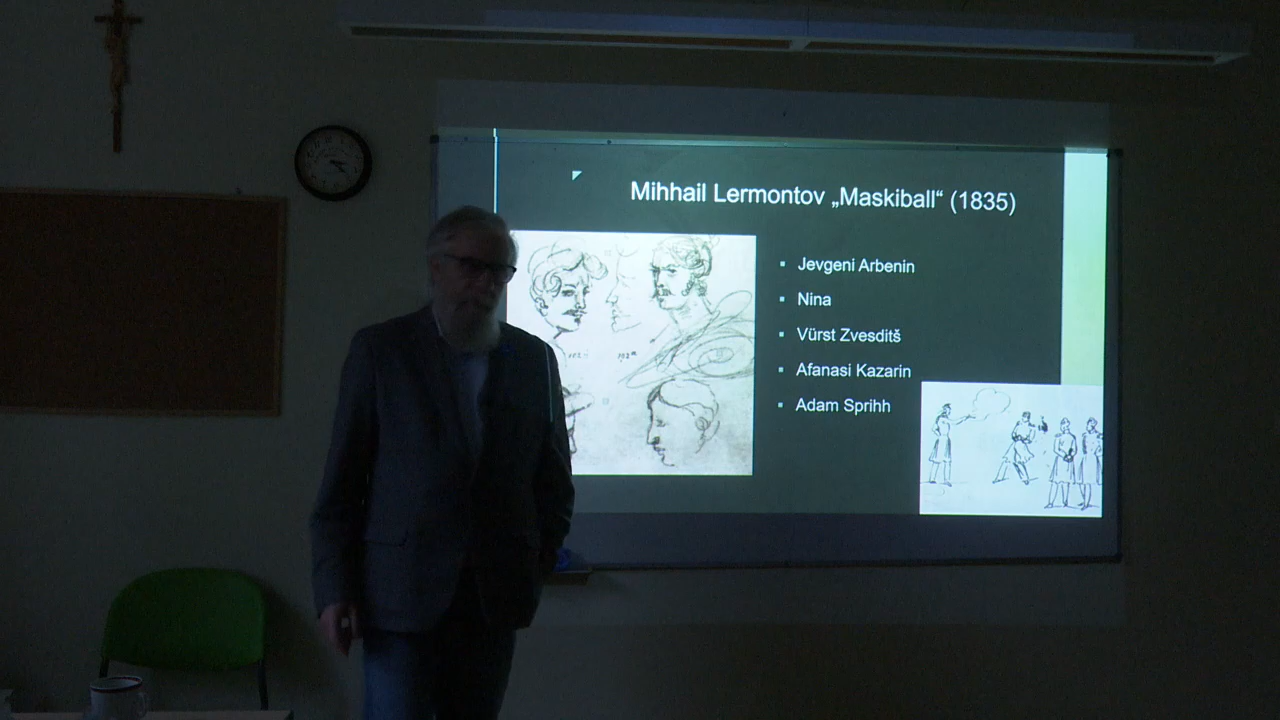 Mihhail Lermontov „Maskiball“ (1835)
Jevgeni Arbenin
Nina
Vürst Zvesditš
Afanasi Kazarin
Adam Sprihh